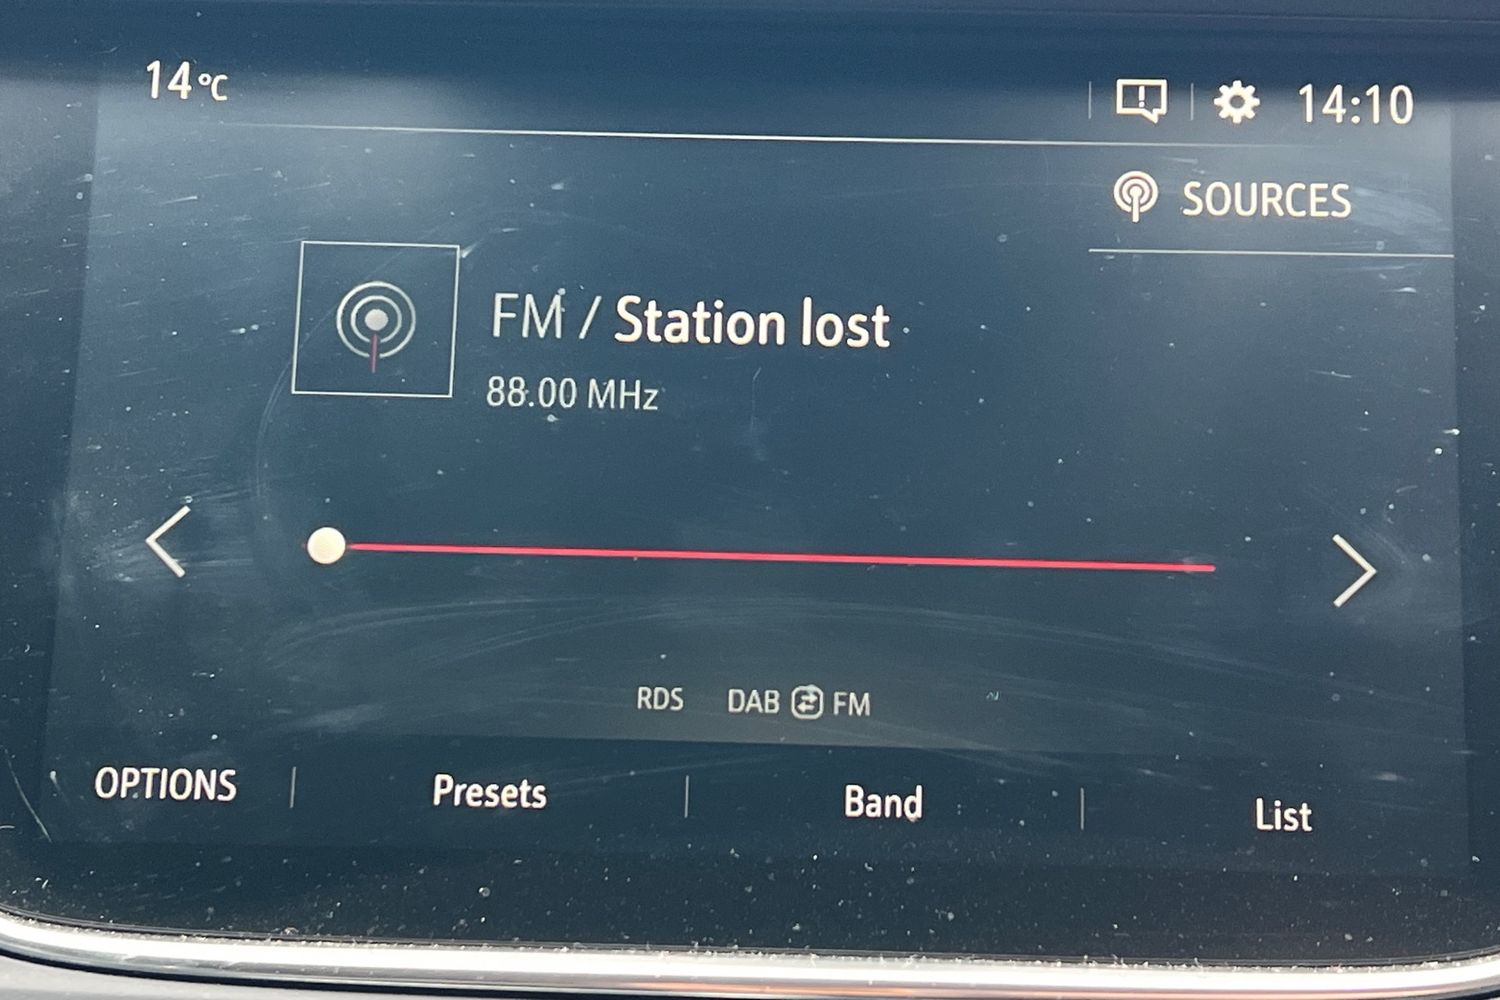 14°C
14:10
SOURCES
FM / Station lost
88.00 MHz
RDS DAB FM
OPTIONS Presets Band List